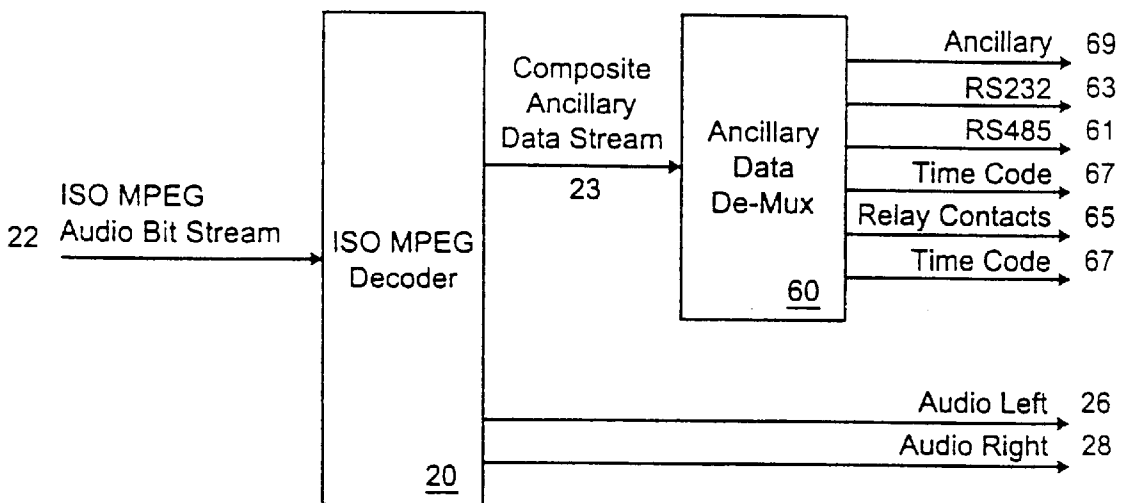 ISO MPEG
Audio Bit Stream
22
ISO MPEG
Decoder
20
Composite
Ancillary
Data Stream
23
Ancillary
Data
De-Mux
60
Ancillary 69
RS232 63
RS485 61
Time Code 67
Relay Contacts 65
Time Code 67
Audio Left 26
Audio Right 28